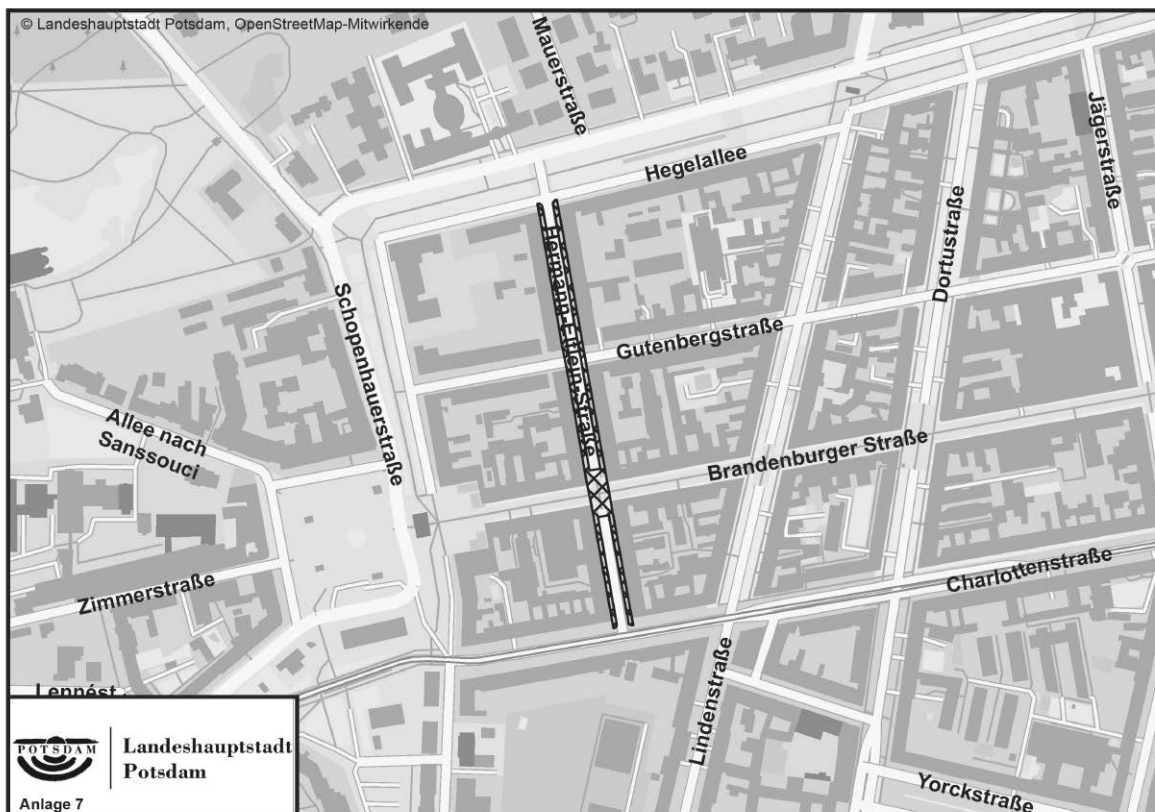 © Landeshauptstadt Potsdam, OpenStreetMap-Mitwirkende
Mauerstraße
Jägerstraße
Hegelallee
Hermann-Elflein-Straße
Dortustraße
Schopenhauerstraße
Gutenbergstraße
Allee nach
Sanssouci
Brandenburger Straße
Zimmerstraße
Charlottenstraße
Lindenstraße
Lennést
Yorckstraße
POTSDAM
Landeshauptstadt
Potsdam
Anlage 7